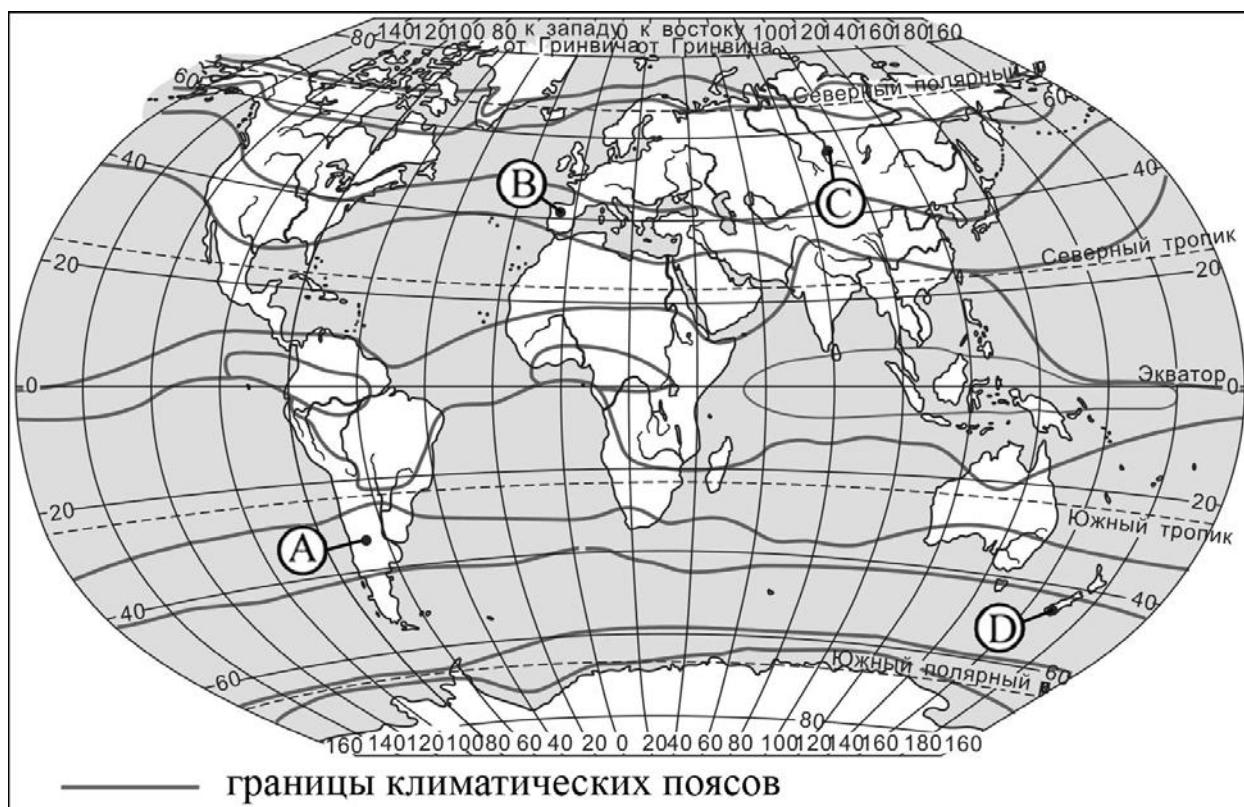 140 120 100 80 к западу 0 к востоку 100 120 140 160 180 160
80 от Гринвича от Гринвича
60 Северный полярный 60
40 B C 40
Северный тропик
20 20
Экватор
0 0
20 20
A Южный тропик
40 40
D
60 Южный полярный 60
80
160 140 120 100 80 60 40 20 0 20 40 60 80 100 120 140 160 180 160
границы климатических поясов